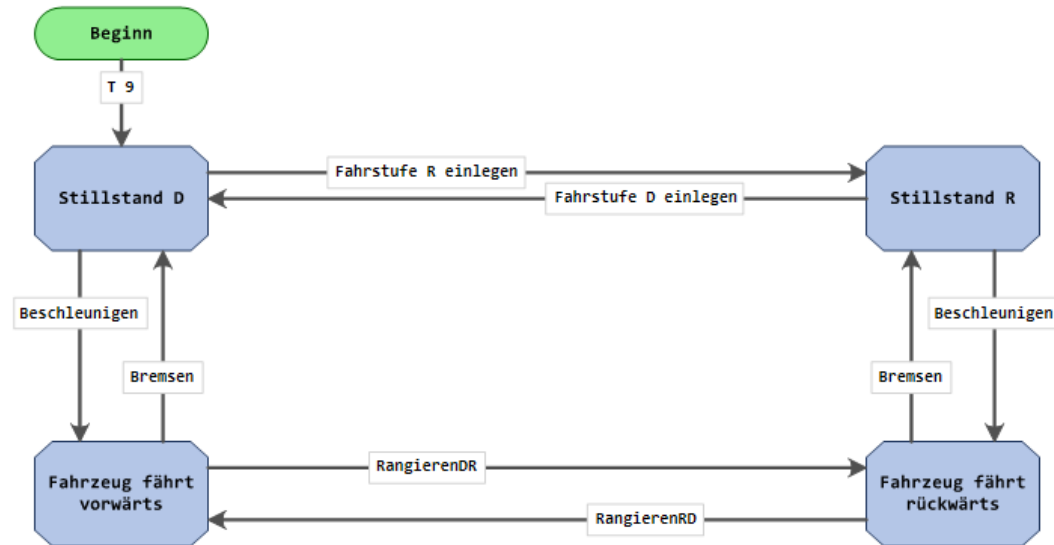 Beginn
T 9
Stillstand D
Fahrstufe R einlegen
Fahrstufe D einlegen
Stillstand R
Beschleunigen
Bremsen
Bremsen
Beschleunigen
Fahrzeug fährt
vorwärts
RangierenDR
RangierenRD
Fahrzeug fährt
rückwärts